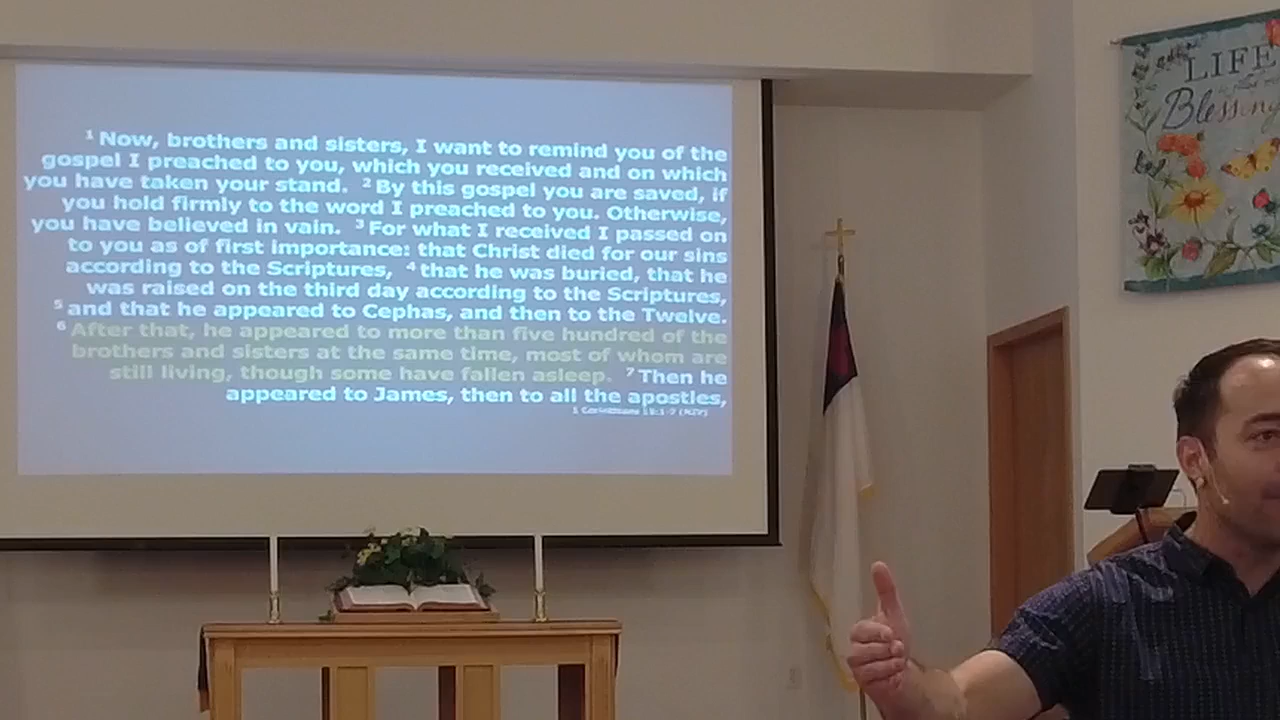 1 Now, brothers and sisters, I want to remind you of the
gospel I preached to you, which you received and on which
you have taken your stand. 2 By this gospel you are saved, if
you hold firmly to the word I preached to you. Otherwise,
you have believed in vain. 3 For what I received I passed on
to you as of first importance: that Christ died for our sins
according to the Scriptures, 4 that he was buried, that he
was raised on the third day according to the Scriptures,
5 and that he appeared to Cephas, and then to the Twelve.
6 After that, he appeared to more than five hundred of the
brothers and sisters at the same time, most of whom are
still living, though some have fallen asleep. 7 Then he
appeared to James, then to all the apostles,
1 Corinthians 15:1-7 (NIV)
LIFE
Blessing